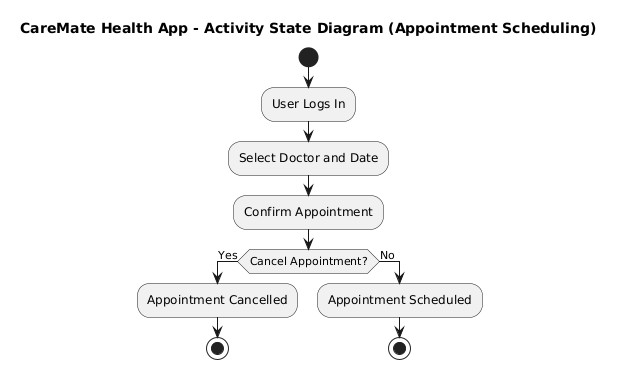 CareMate Health App - Activity State Diagram (Appointment Scheduling)
User Logs In
Select Doctor and Date
Confirm Appointment
Yes
Cancel Appointment?
No
Appointment Cancelled
Appointment Scheduled